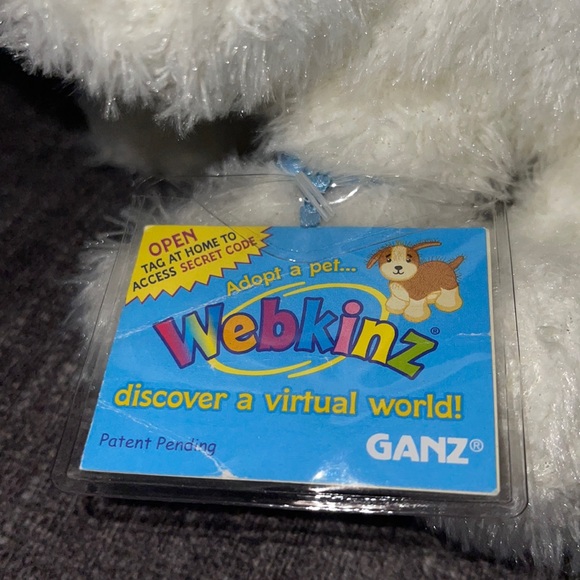 OPEN
TAG AT HOME TO
ACCESS SECRET CODE
Adopt a pet...
Webkinz®
discover a virtual world!
Patent Pending
GANZ®